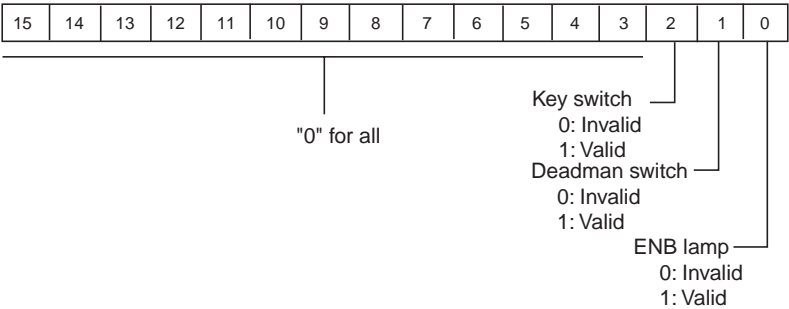 15 14 13 12 11 10 9 8 7 6 5 4 3 2 1 0
Key switch
0: Invalid
1: Valid
"0" for all
Deadman switch
0: Invalid
1: Valid
ENB lamp
0: Invalid
1: Valid